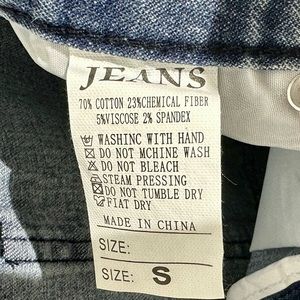 JEANS
70% COTTON 23%CHEMICAL FIBER
5%VISCOSE 2% SPANDEX
WASHINC WITH HAND
DO NOT MCHINE WASH
DO NOT BLEACH
STEAM PRESSING
DO NOT TUMBLE DRY
FIAT DRY
MADE IN CHINA
SIZE:
SIZE: S